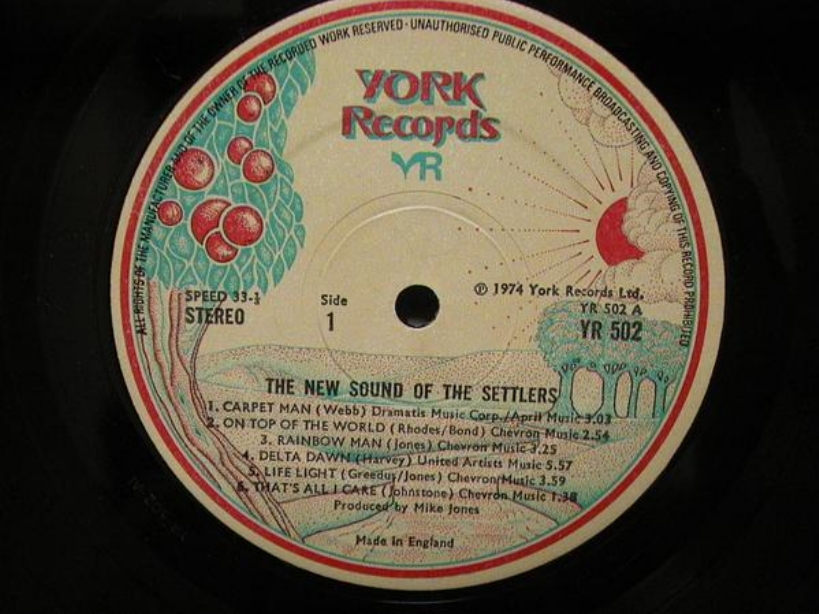 ALL RIGHTS OF THE MANUFACTURER AND OF THE OWNER OF THE RECORDED WORK RESERVED · UNAUTHORISED PUBLIC PERFORMANCE BROADCASTING AND COPYING OF THIS RECORD PROHIBITED
YORK
Records
YR
SPEED 33-⅓
STEREO
Side
1
℗ 1974 York Records Ltd.
YR 502 A
YR 502
THE NEW SOUND OF THE SETTLERS
1. CARPET MAN (Webb) Dramatis Music Corp./April Music 3.03
2. ON TOP OF THE WORLD (Rhodes/Bond) Chevron Music 2.54
3. RAINBOW MAN (Jones) Chevron Music 3.25
4. DELTA DAWN (Harvey) United Artists Music 5.57
5. LIFE LIGHT (Greedus/Jones) Chevron Music 3.59
6. THAT'S ALL I CARE (Johnstone) Chevron Music 1.38
Produced by Mike Jones
Made in England